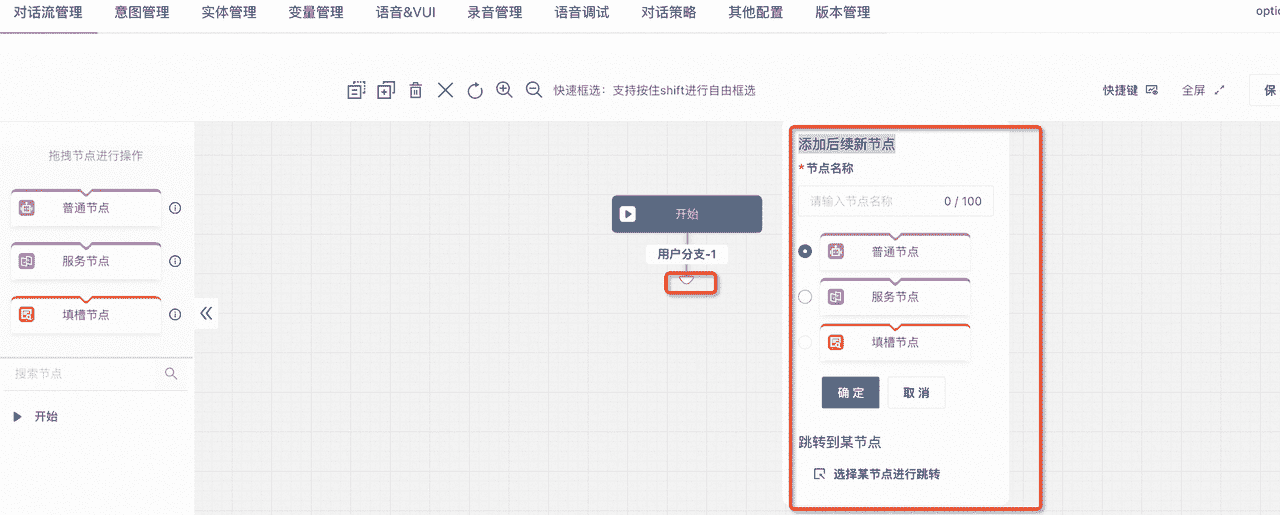 对话流管理 意图管理 实体管理 变量管理 语音&VUI 录音管理 语音调试 对话策略 其他配置 版本管理
快速框选：支持按住shift进行自由框选 快捷键 全屏 保
拖拽节点进行操作
普通节点
服务节点
填槽节点
搜索节点
开始
开始
用户分支-1
添加后续新节点
*节点名称
请输入节点名称 0 / 100
普通节点
服务节点
填槽节点
确 定 取 消
跳转到某节点
选择某节点进行跳转